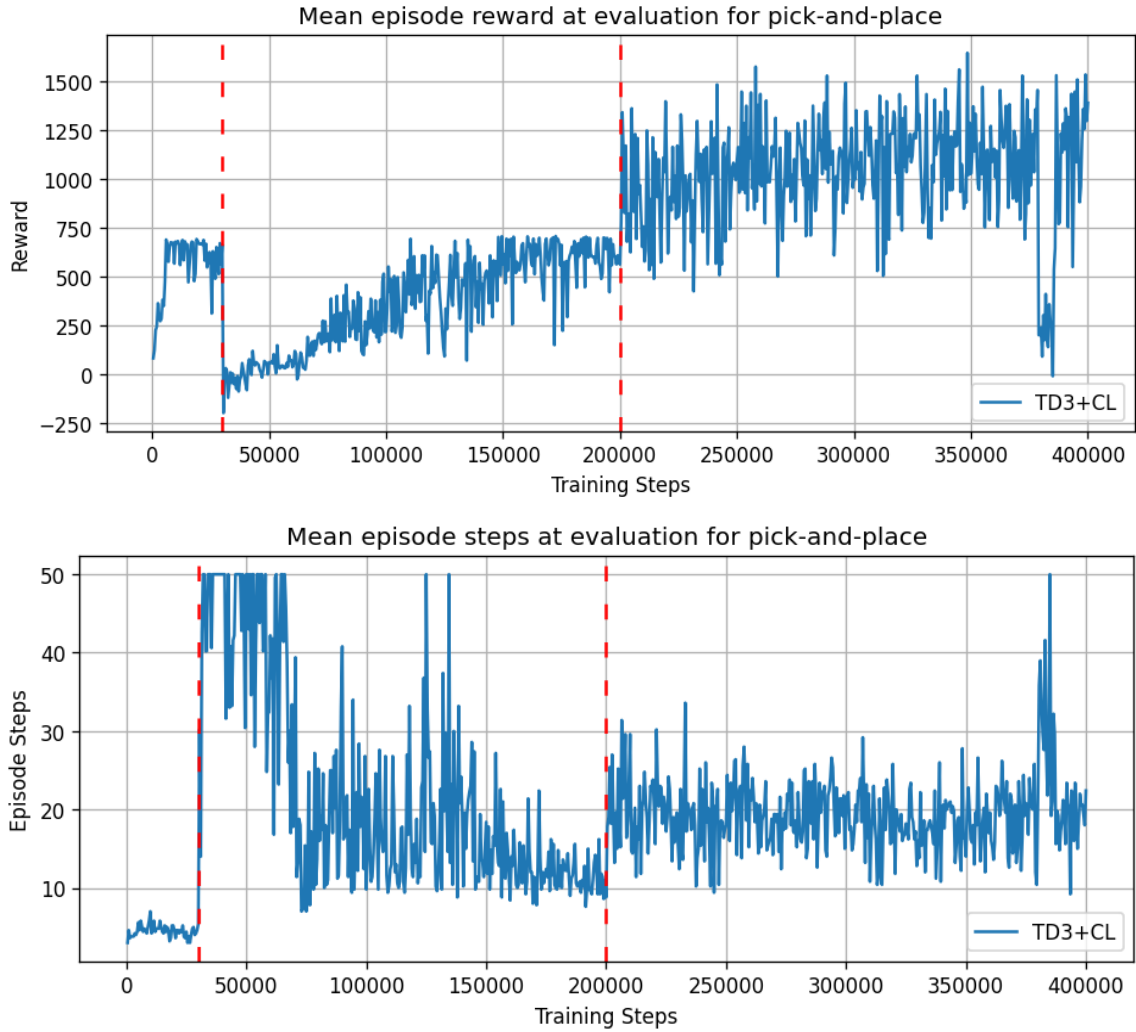 Mean episode reward at evaluation for pick-and-place
1500
1250
1000
750
500
250
0
−250
Reward
TD3+CL
0 50000 100000 150000 200000 250000 300000 350000 400000
Training Steps
Mean episode steps at evaluation for pick-and-place
50
40
30
20
10
Episode Steps
TD3+CL
0 50000 100000 150000 200000 250000 300000 350000 400000
Training Steps